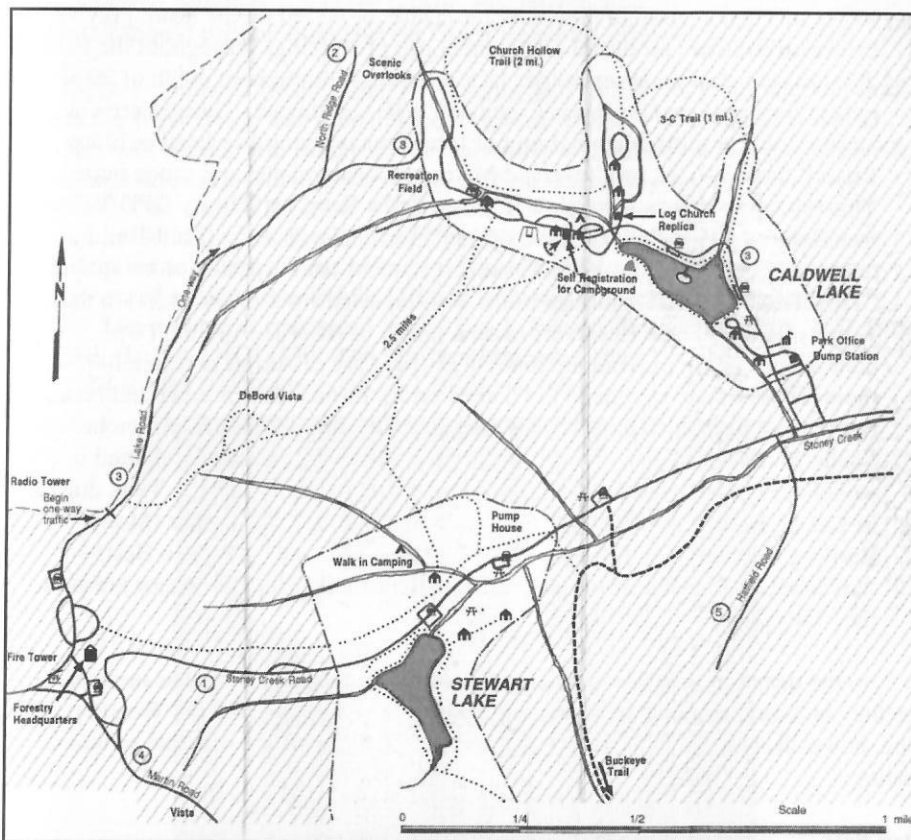 2
Scenic
Overlooks
Church Hollow
Trail (2 mi.)
North Ridge Road
3-C Trail (1 mi.)
3
Recreation
Field
Log Church
Replica
Self Registration
for Campground
3
CALDWELL
LAKE
One-way
N
2.5 miles
Park Office
Dump Station
DeBord Vista
Lake Road
Stoney Creek
3
Radio Tower
Begin
one-way
traffic
Pump
House
Walk in Camping
Hatfield Road
5
Fire Tower
Forestry
Headquarters
1
Stoney Creek Road
STEWART
LAKE
4
Martin Road
Vista
Buckeye
Trail
Scale
0 1/4 1/2 1 mile